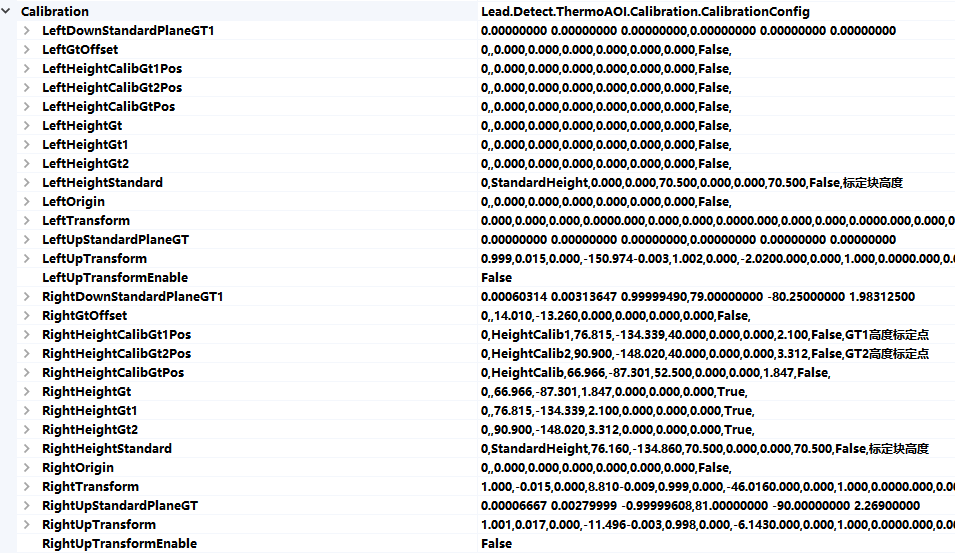 Calibration Lead.Detect.ThermoAOI.Calibration.CalibrationConfig
LeftDownStandardPlaneGT1 0.00000000 0.00000000 0.00000000,0.00000000 0.00000000 0.00000000
LeftGtOffset 0,,0.000,0.000,0.000,0.000,0.000,0.000,False,
LeftHeightCalibGt1Pos 0,,0.000,0.000,0.000,0.000,0.000,0.000,False,
LeftHeightCalibGt2Pos 0,,0.000,0.000,0.000,0.000,0.000,0.000,False,
LeftHeightCalibGtPos 0,,0.000,0.000,0.000,0.000,0.000,0.000,False,
LeftHeightGt 0,,0.000,0.000,0.000,0.000,0.000,0.000,False,
LeftHeightGt1 0,,0.000,0.000,0.000,0.000,0.000,0.000,False,
LeftHeightGt2 0,,0.000,0.000,0.000,0.000,0.000,0.000,False,
LeftHeightStandard 0,StandardHeight,0.000,0.000,70.500,0.000,0.000,70.500,False,标定块高度
LeftOrigin 0,,0.000,0.000,0.000,0.000,0.000,0.000,False,
LeftTransform 0.000,0.000,0.000,0.0000.000,0.000,0.000,0.0000.000,0.000,0.000,0.0000.000,0.000,0
LeftUpStandardPlaneGT 0.00000000 0.00000000 0.00000000,0.00000000 0.00000000 0.00000000
LeftUpTransform 0.999,0.015,0.000,-150.974-0.003,1.002,0.000,-2.0200.000,0.000,1.000,0.0000.000,0.0
LeftUpTransformEnable False
RightDownStandardPlaneGT1 0.00060314 0.00313647 0.99999490,79.00000000 -80.25000000 1.98312500
RightGtOffset 0,,14.010,-13.260,0.000,0.000,0.000,0.000,False,
RightHeightCalibGt1Pos 0,HeightCalib1,76.815,-134.339,40.000,0.000,0.000,2.100,False,GT1高度标定点
RightHeightCalibGt2Pos 0,HeightCalib2,90.900,-148.020,40.000,0.000,0.000,3.312,False,GT2高度标定点
RightHeightCalibGtPos 0,HeightCalib,66.966,-87.301,52.500,0.000,0.000,1.847,False,
RightHeightGt 0,,66.966,-87.301,1.847,0.000,0.000,0.000,True,
RightHeightGt1 0,,76.815,-134.339,2.100,0.000,0.000,0.000,True,
RightHeightGt2 0,,90.900,-148.020,3.312,0.000,0.000,0.000,True,
RightHeightStandard 0,StandardHeight,76.160,-134.860,70.500,0.000,0.000,70.500,False,标定块高度
RightOrigin 0,,0.000,0.000,0.000,0.000,0.000,0.000,False,
RightTransform 1.000,-0.015,0.000,8.810-0.009,0.999,0.000,-46.0160.000,0.000,1.000,0.0000.000,0.00
RightUpStandardPlaneGT 0.00006667 0.00279999 -0.99999608,81.00000000 -90.00000000 2.26900000
RightUpTransform 1.001,0.017,0.000,-11.496-0.003,0.998,0.000,-6.1430.000,0.000,1.000,0.0000.000,0.00
RightUpTransformEnable False